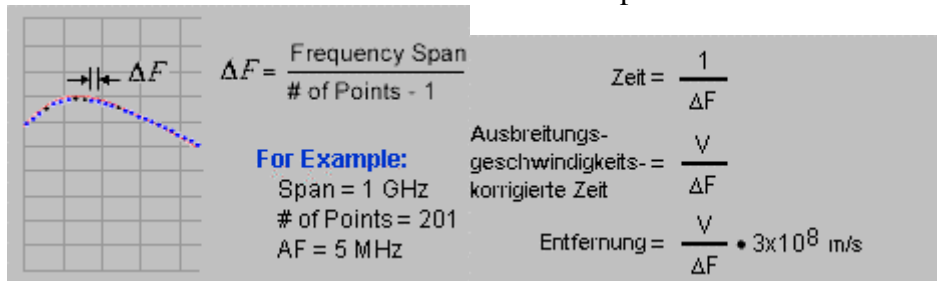 ΔF
ΔF = Frequency Span
# of Points - 1
For Example:
Span = 1 GHz
# of Points = 201
AF = 5 MHz
Zeit = 1
ΔF
Ausbreitungs-
geschwindigkeits- = V
korrigierte Zeit ΔF
Entfernung = V • 3x10⁸ m/s
ΔF